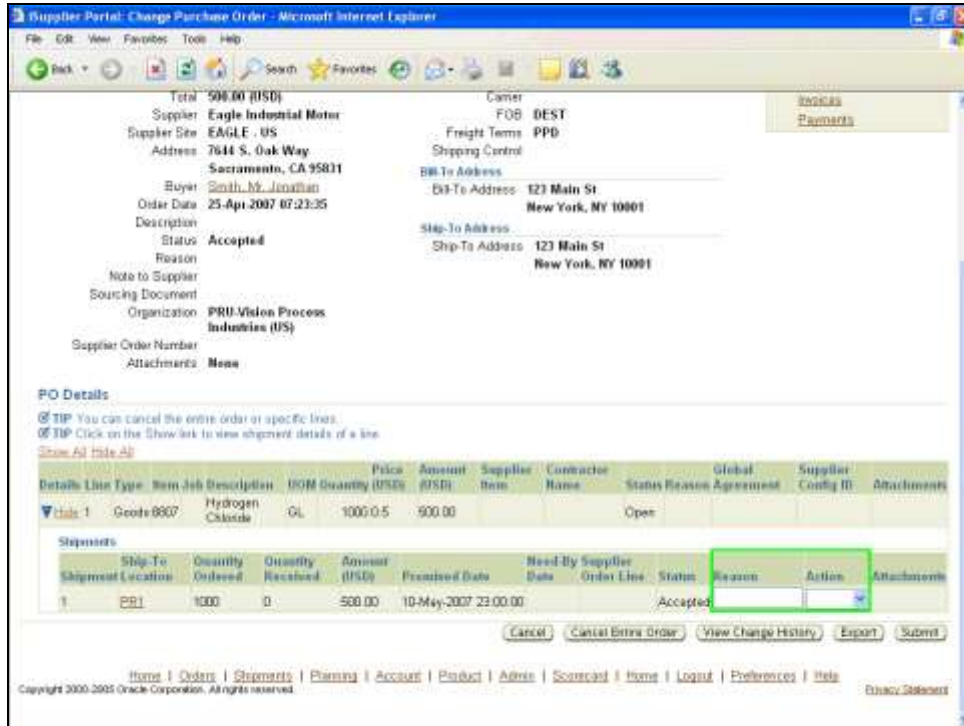 iSupplier Portal: Change Purchase Order - Microsoft Internet Explorer
File Edit View Favorites Tools Help
Back Search Favorites
Total 500.00 (USD) Carrier Invoices
Supplier Eagle Industrial Motor FOB DEST Payments
Supplier Site EAGLE - US Freight Terms PPD
Address 7644 S. Oak Way Shipping Control
Sacramento, CA 95831 Bill-To Address
Buyer Smith, Mr. Jonathan Bill-To Address 123 Main St
Order Date 25-Apr-2007 07:23:35 New York, NY 10001
Description Ship-To Address
Status Accepted Ship-To Address 123 Main St
Reason New York, NY 10001
Note to Supplier
Sourcing Document
Organization PRU-Vision Process
Industries (US)
Supplier Order Number
Attachments None
PO Details
TIP You can cancel the entire order or specific lines.
TIP Click on the Show link to view shipment details of a line
Show All Hide All
Price Amount Supplier Contractor Global Supplier
Details Line Type Item Job Description UOM Quantity (USD) (USD) Item Name Status Reason Agreement Config ID Attachments
Hide 1 Goods 8807 Hydrogen Chloride GL 1000 0.5 500.00 Open
Shipments
Ship-To Quantity Quantity Amount Need-By Supplier
Shipment Location Ordered Received (USD) Promised Date Date Order Line Status Reason Action Attachments
1 PR1 1000 0 500.00 10-May-2007 23:00:00 Accepted
Cancel Cancel Entire Order View Change History Export Submit
Home | Orders | Shipments | Planning | Account | Product | Admin | Scorecard | Home | Logout | Preferences | Help
Copyright 2000-2005 Oracle Corporation. All rights reserved. Privacy Statement